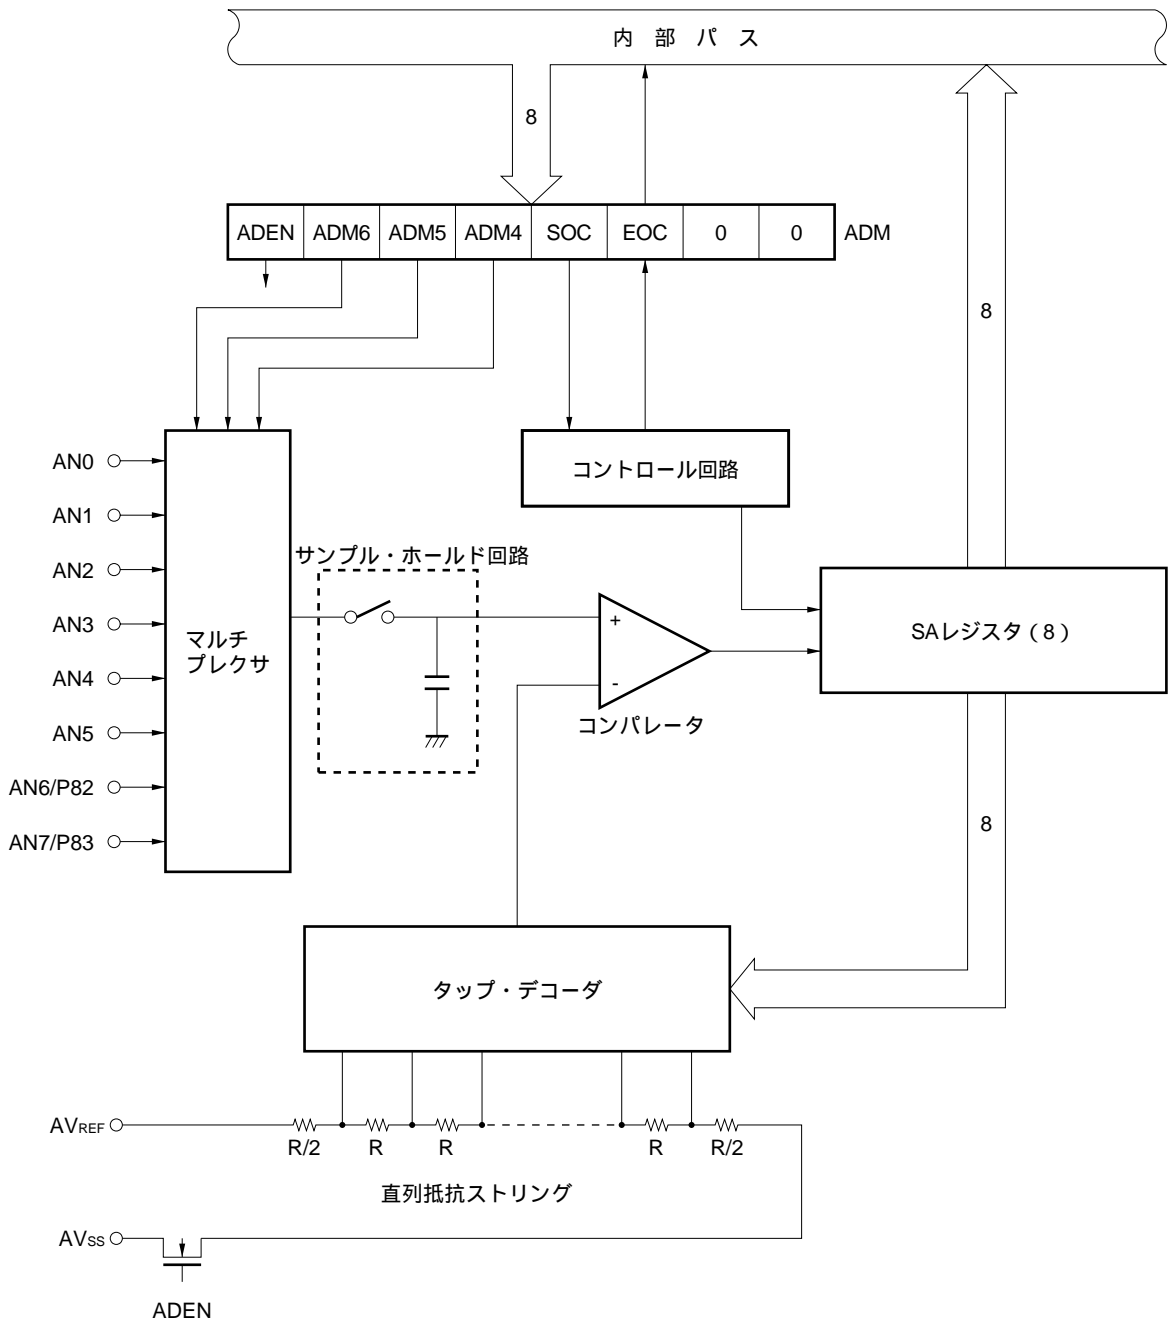 内 部 バ ス
8
ADEN ADM6 ADM5 ADM4 SOC EOC 0 0 ADM
8
AN0
AN1
AN2
AN3
AN4
AN5
AN6/P82
AN7/P83
マルチ
プレクサ
コントロール回路
サンプル・ホールド回路
+
-
コンパレータ
SAレジスタ(8)
8
タップ・デコーダ
AVREF
R/2 R R R R/2
直列抵抗ストリング
AVSS
ADEN